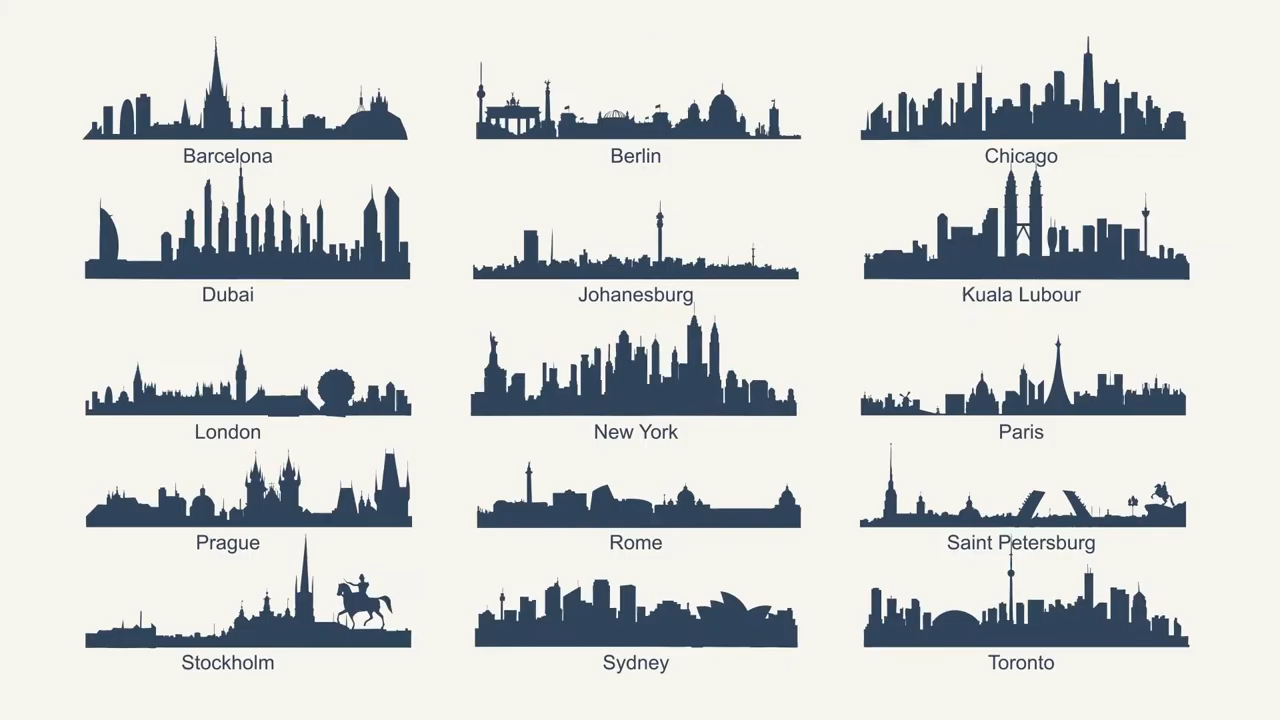 Barcelona
Berlin
Chicago
Dubai
Johanesburg
Kuala Lubour
London
New York
Paris
Prague
Rome
Saint Petersburg
Stockholm
Sydney
Toronto